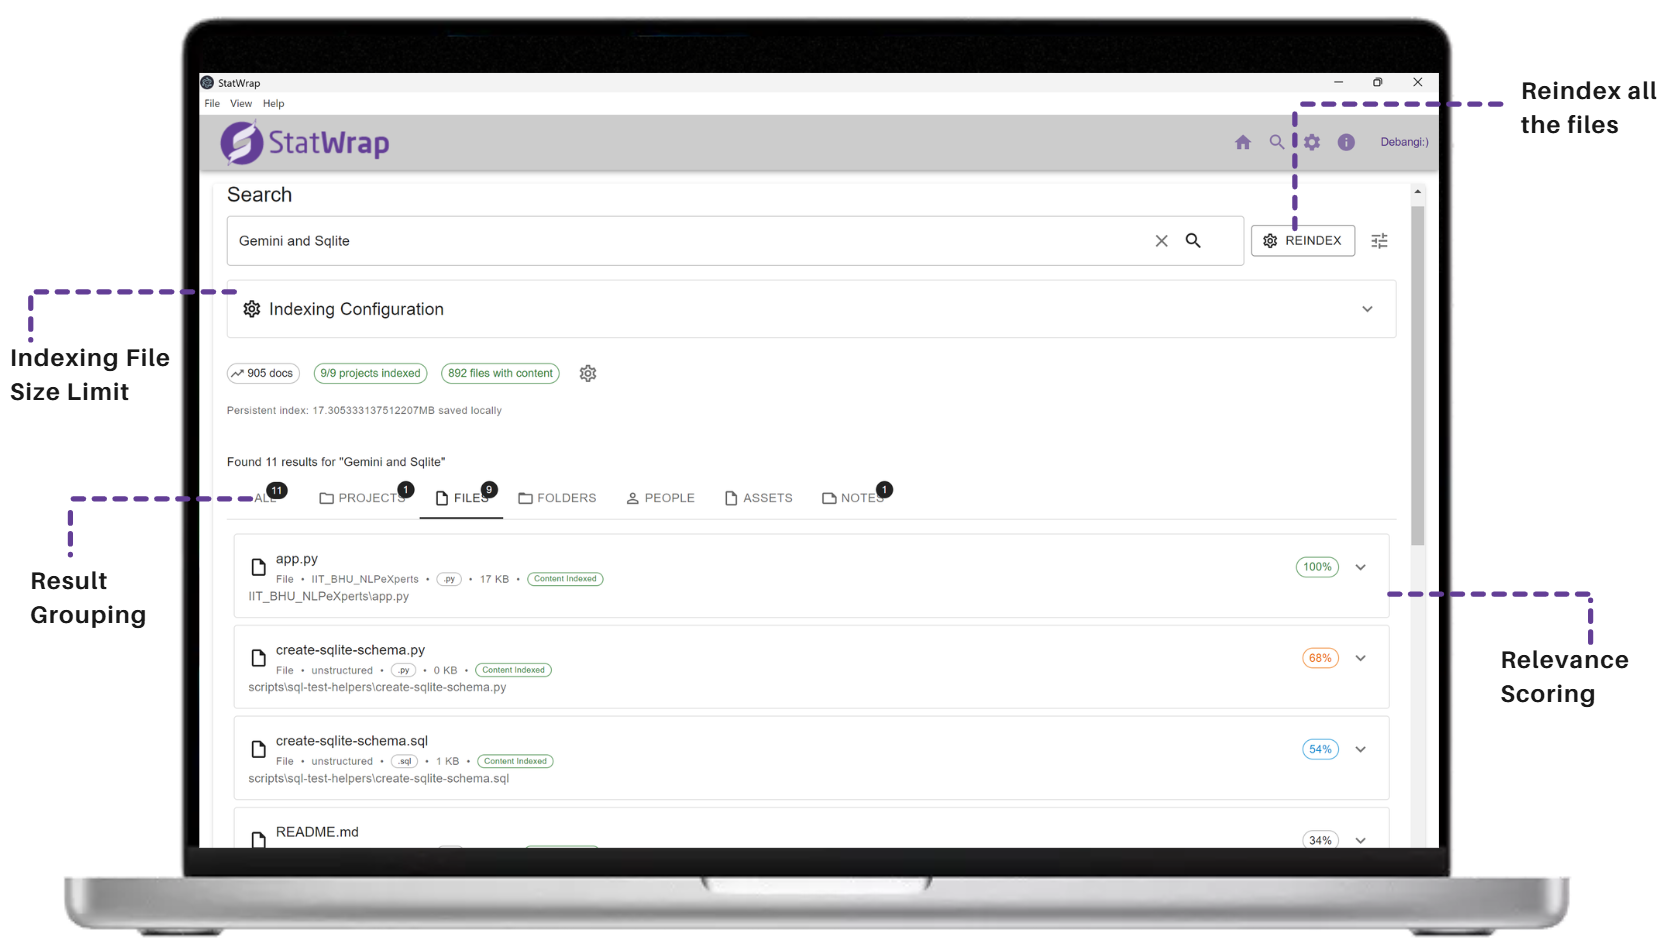 StatWrap
File View Help
StatWrap
Debangi:)
Reindex all
the files
Search
Gemini and Sqlite
REINDEX
Indexing Configuration
Indexing File
Size Limit
905 docs
9/9 projects indexed
892 files with content
Persistent index: 17.305333137512207MB saved locally
Found 11 results for "Gemini and Sqlite"
ALL 11
PROJECTS 1
FILES 9
FOLDERS
PEOPLE
ASSETS
NOTES 1
Result
Grouping
app.py
File • IIT_BHU_NLPeXperts • .py • 17 KB • Content Indexed
IIT_BHU_NLPeXperts\app.py
100%
create-sqlite-schema.py
File • unstructured • .py • 0 KB • Content Indexed
scripts\sql-test-helpers\create-sqlite-schema.py
68%
Relevance
Scoring
create-sqlite-schema.sql
File • unstructured • .sql • 1 KB • Content Indexed
scripts\sql-test-helpers\create-sqlite-schema.sql
54%
README.md
34%